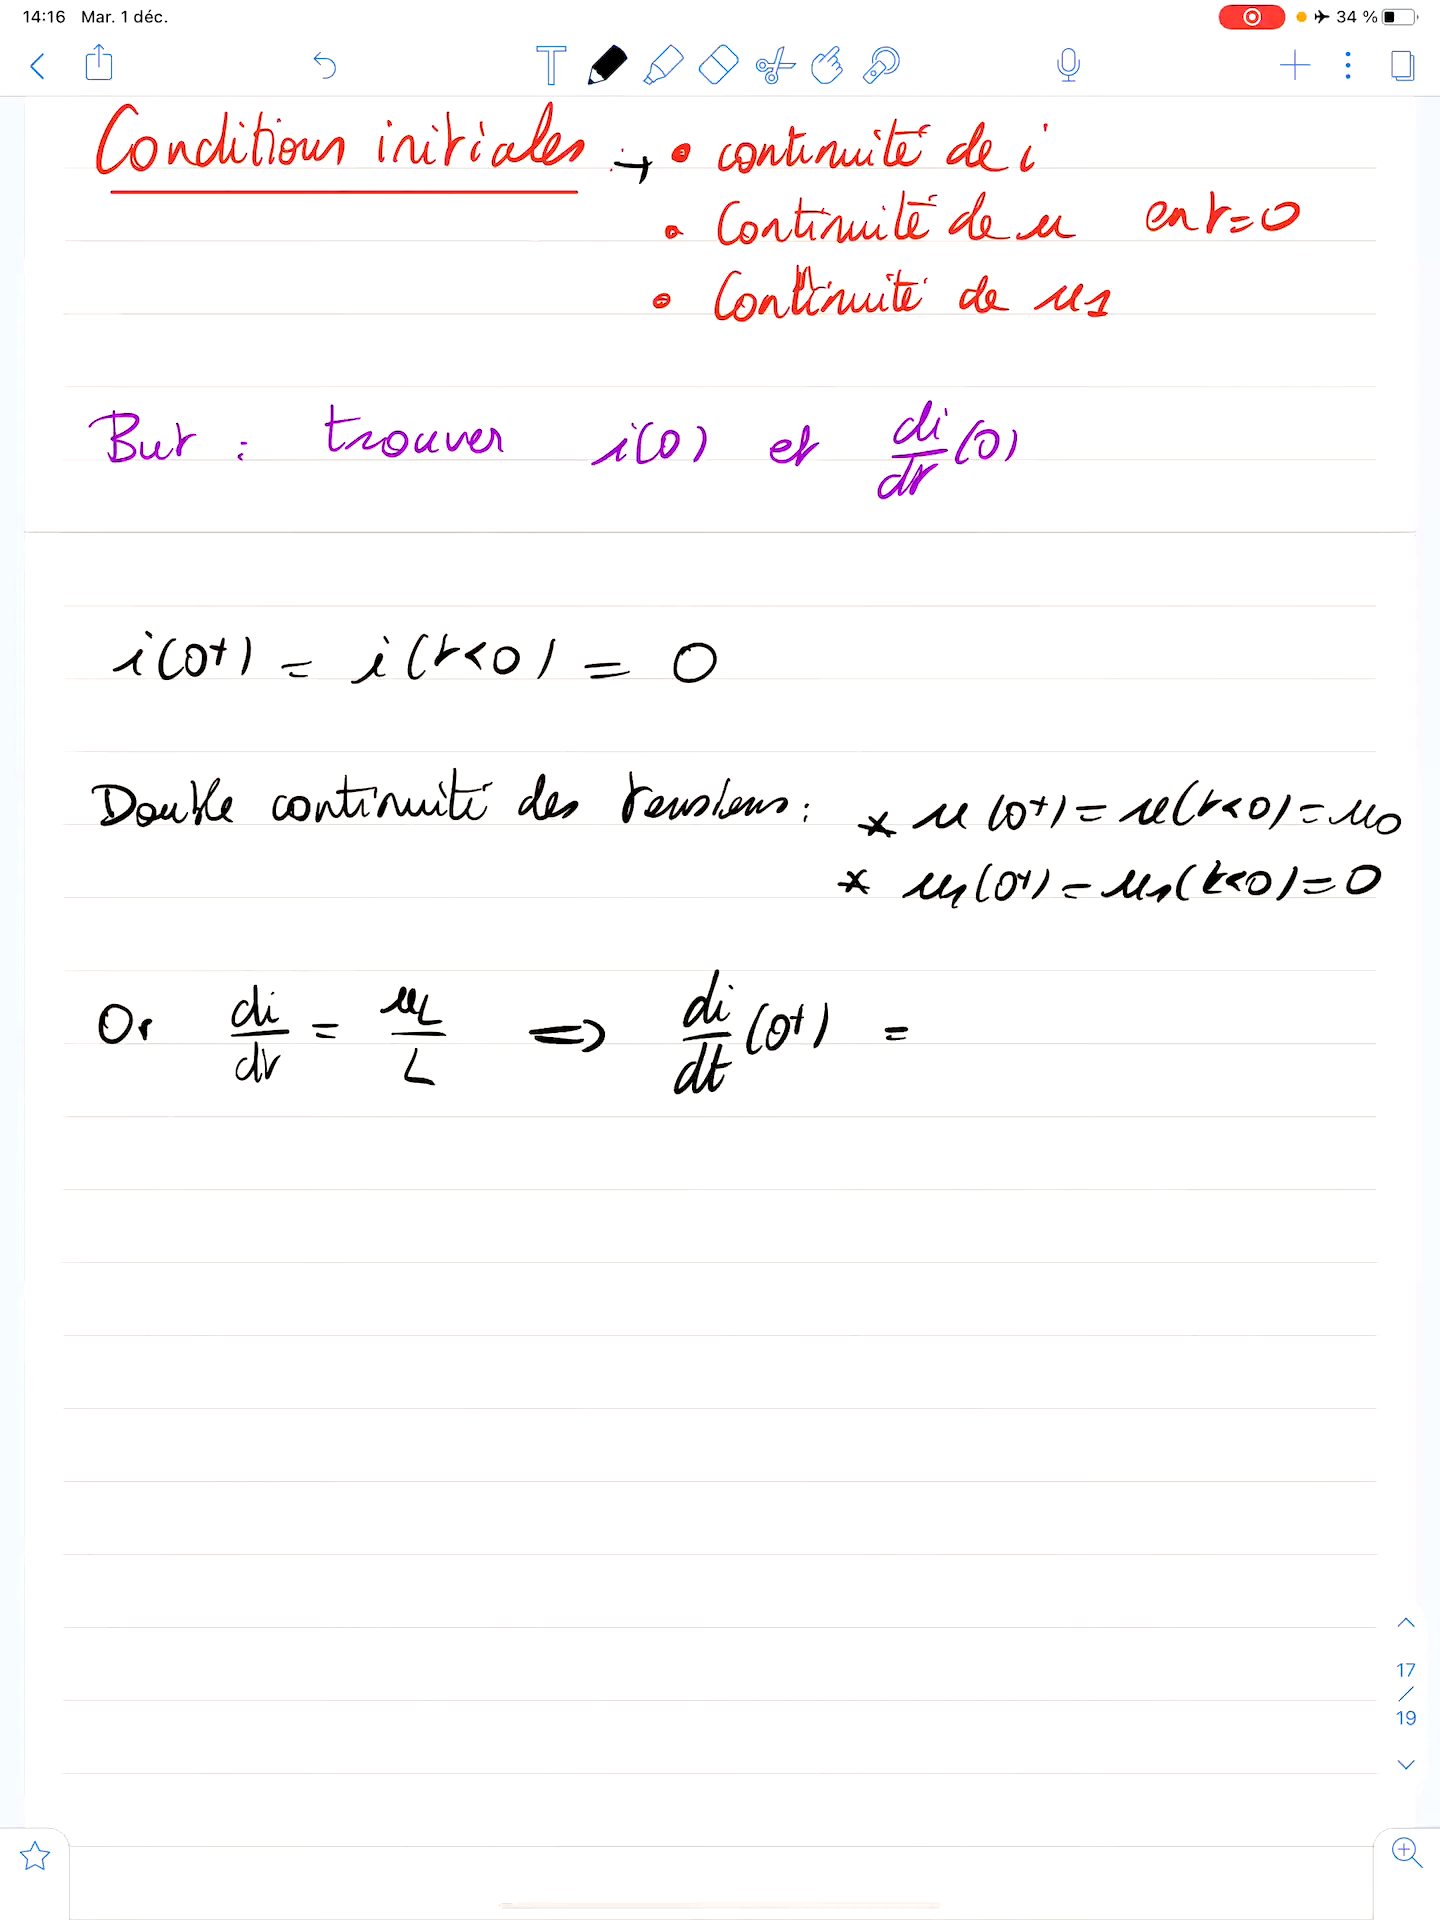 14:16 Mar. 1 déc. 34 %
Conditions initiales : → • continuité de i
• Continuité de u en t=0
• Continuité de u1
But : trouver i(0) et di/dt (0)
i(0+) = i(t<0) = 0
Double continuité des tensions : * u(0+) = u(t<0) = u0
* u1(0+) = u1(t<0) = 0
Or di/dt = uL/L => di/dt (0+) =
17
/
19